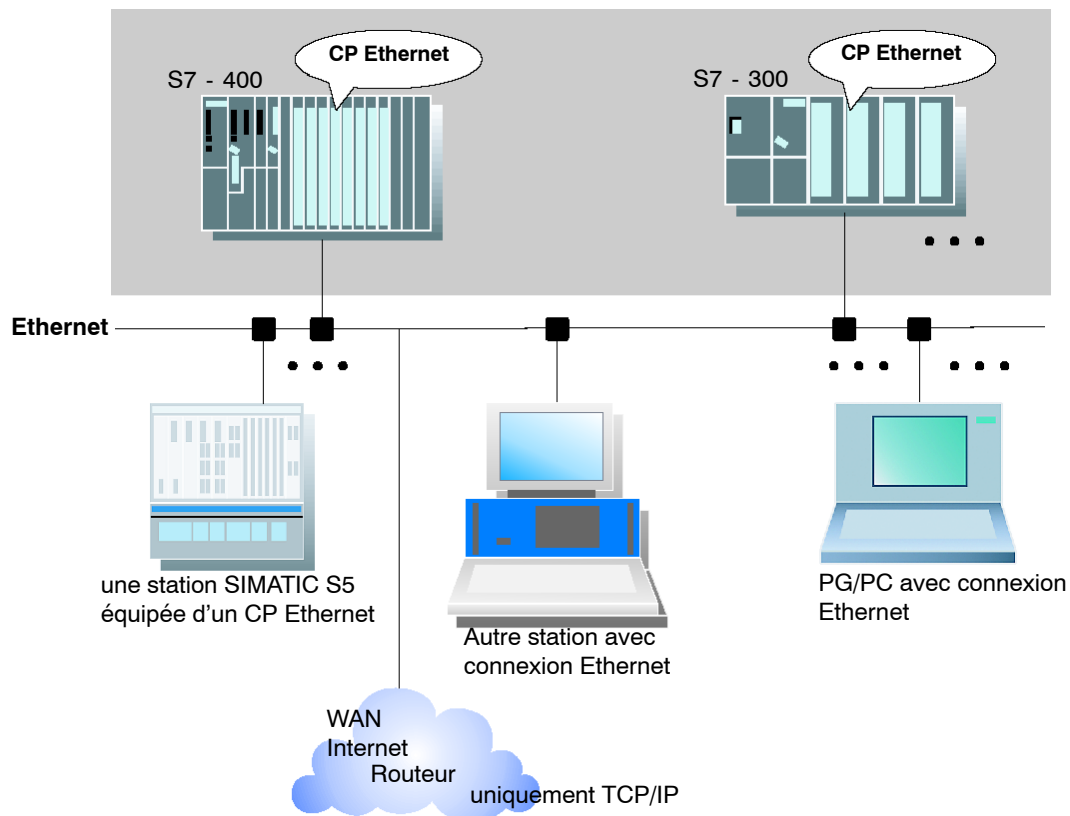 CP Ethernet
CP Ethernet
S7 - 400
S7 - 300
Ethernet
une station SIMATIC S5
équipée d'un CP Ethernet
Autre station avec
connexion Ethernet
PG/PC avec connexion
Ethernet
WAN
Internet
Routeur
uniquement TCP/IP